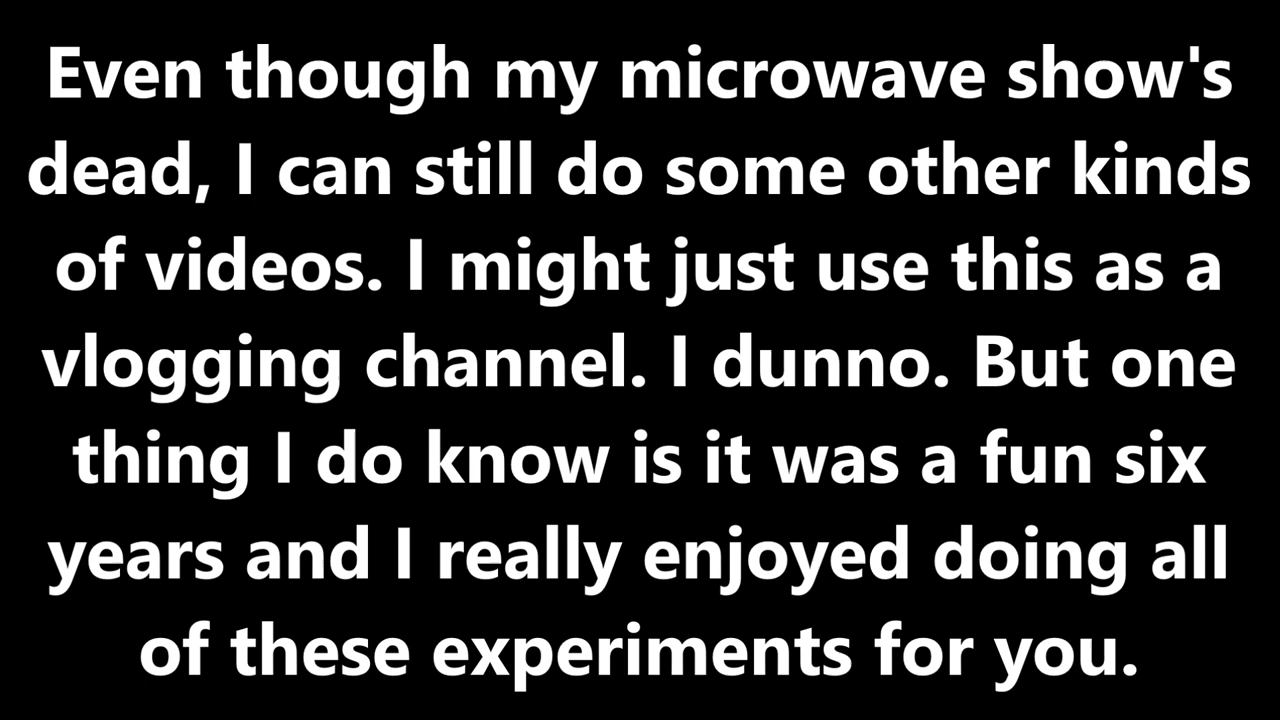 Even though my microwave show's
dead, I can still do some other kinds
of videos. I might just use this as a
vlogging channel. I dunno. But one
thing I do know is it was a fun six
years and I really enjoyed doing all
of these experiments for you.